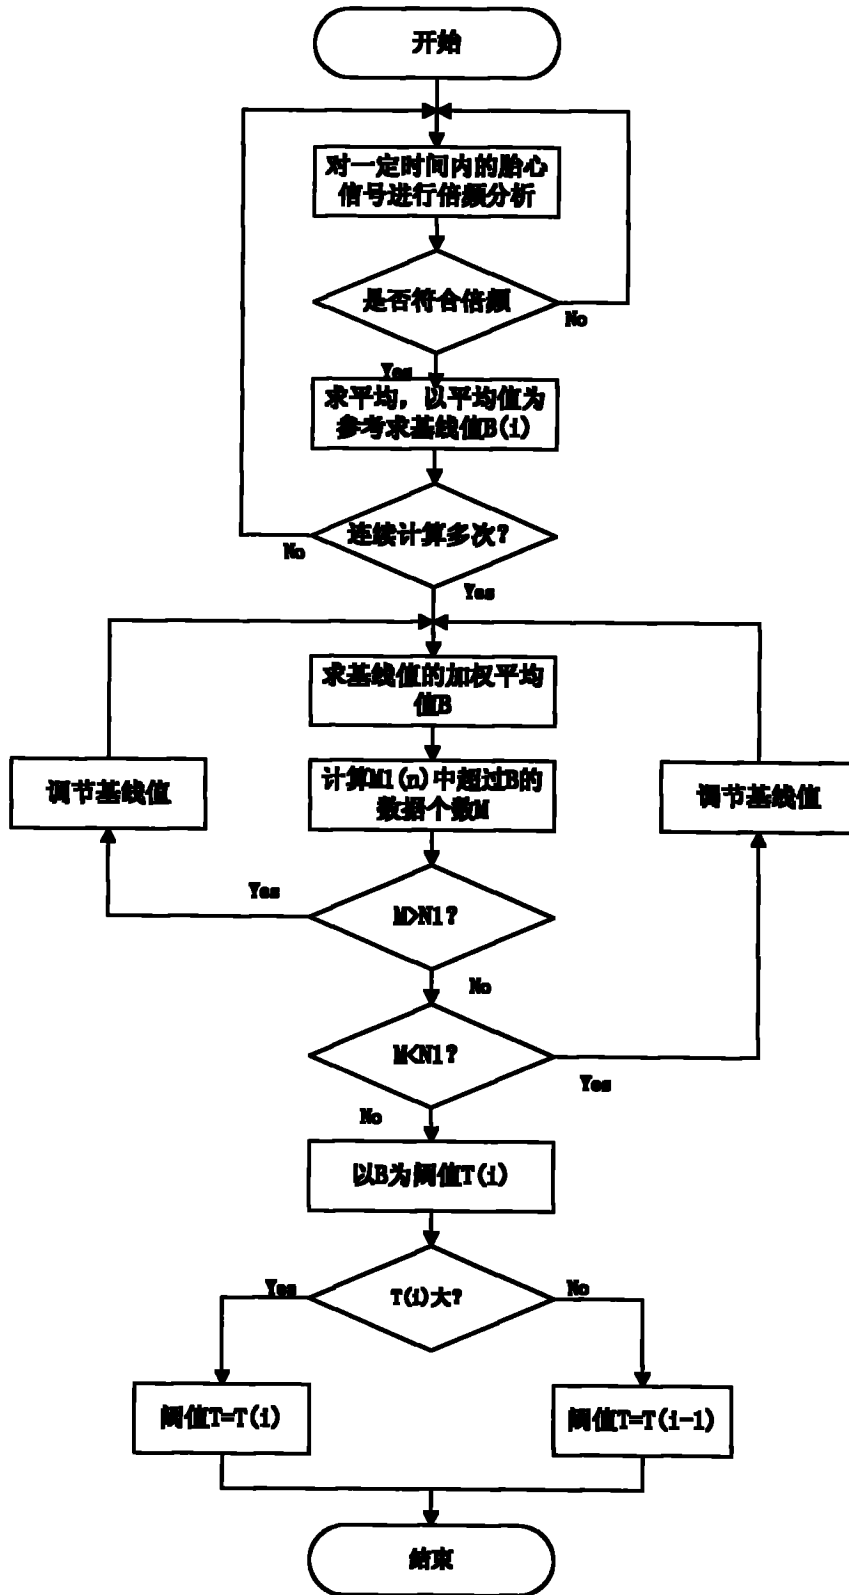 开始
对一定时间内的胎心
信号进行倍频分析
是否符合倍频
No
Yes
求平均，以平均值为
参考求基线值B(i)
连续计算多次?
No
Yes
求基线值的加权平均
值B
调节基线值
计算M1(n)中超过B的
数据个数M
调节基线值
Yes
M>N1?
No
M<N1?
Yes
No
以B为阈值T(i)
Yes
T(i)大?
No
阈值T=T(i)
阈值T=T(i-1)
结束